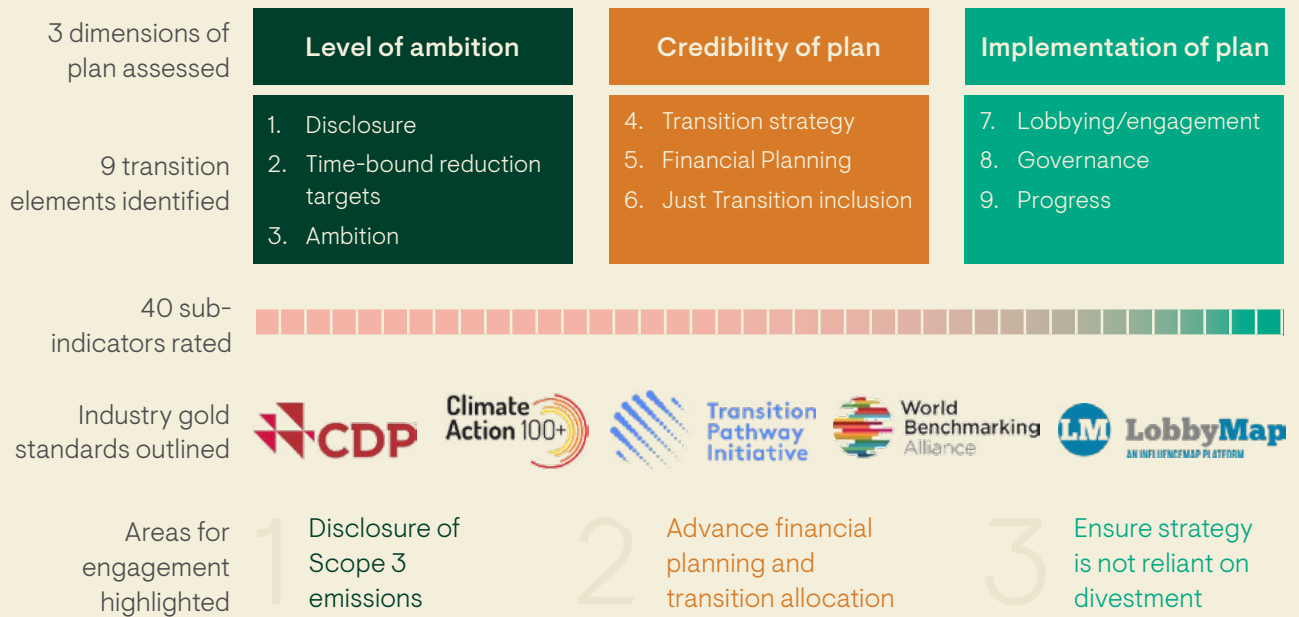 3 dimensions of
plan assessed
Level of ambition
Credibility of plan
Implementation of plan
9 transition
elements identified
1. Disclosure
2. Time-bound reduction
targets
3. Ambition
4. Transition strategy
5. Financial Planning
6. Just Transition inclusion
7. Lobbying/engagement
8. Governance
9. Progress
40 sub-
indicators rated
Industry gold
standards outlined
CDP
Climate
Action 100+
Transition
Pathway
Initiative
World
Benchmarking
Alliance
LM
LobbyMap
AN INFLUENCEMAP PLATFORM
Areas for
engagement
highlighted
1
Disclosure of
Scope 3
emissions
2
Advance financial
planning and
transition allocation
3
Ensure strategy
is not reliant on
divestment